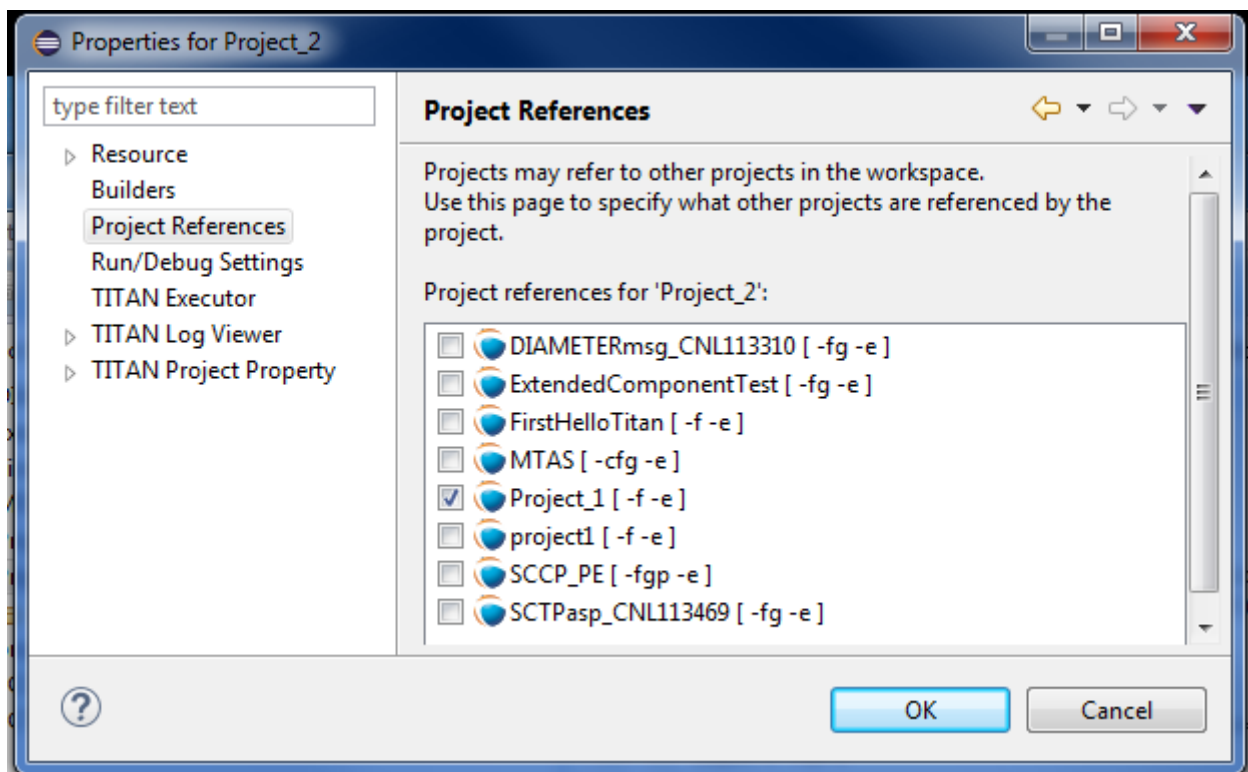 Properties for Project_2
type filter text
Resource
Builders
Project References
Run/Debug Settings
TITAN Executor
TITAN Log Viewer
TITAN Project Property
Project References
Projects may refer to other projects in the workspace.
Use this page to specify what other projects are referenced by the
project.
Project references for 'Project_2':
DIAMETERmsg_CNL113310 [ -fg -e ]
ExtendedComponentTest [ -fg -e ]
FirstHelloTitan [ -f -e ]
MTAS [ -cfg -e ]
Project_1 [ -f -e ]
project1 [ -f -e ]
SCCP_PE [ -fgp -e ]
SCTPasp_CNL113469 [ -fg -e ]
OK
Cancel